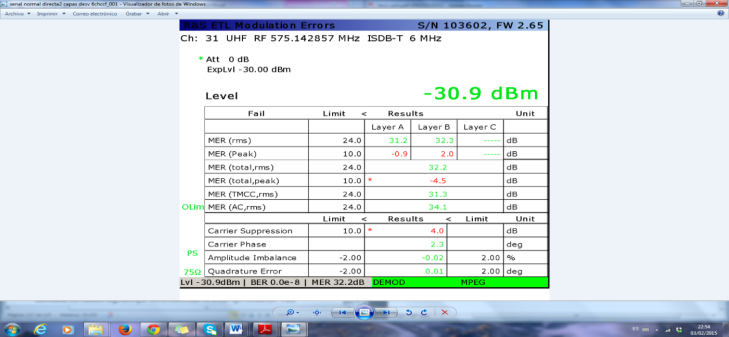 senal normal directa2 capas desv 6chccf_001 - Visualizador de fotos de Windows
Archivo Imprimir Correo electrónico Grabar Abrir
R&S ETL Modulation Errors S/N 103602, FW 2.65
Ch: 31 UHF RF 575.142857 MHz ISDB-T 6 MHz
* Att 0 dB
ExpLvl -30.00 dBm
Level -30.9 dBm
Fail Limit < Results Unit
Layer A Layer B Layer C
MER (rms) 24.0 31.2 32.3 ----- dB
MER (Peak) 10.0 -0.9 2.0 ----- dB
MER (total,rms) 24.0 32.2 dB
MER (total,peak) 10.0 * -4.5 dB
MER (TMCC,rms) 24.0 31.3 dB
OLim MER (AC,rms) 24.0 34.1 dB
Limit < Results < Limit Unit
Carrier Suppression 10.0 * 4.0 dB
Carrier Phase 2.3 deg
PS Amplitude Imbalance -2.00 -0.02 2.00 %
75Ω Quadrature Error -2.00 0.01 2.00 deg
Lvl -30.9dBm | BER 0.0e-8 | MER 32.2dB DEMOD MPEG
ES
22:54
03/02/2015